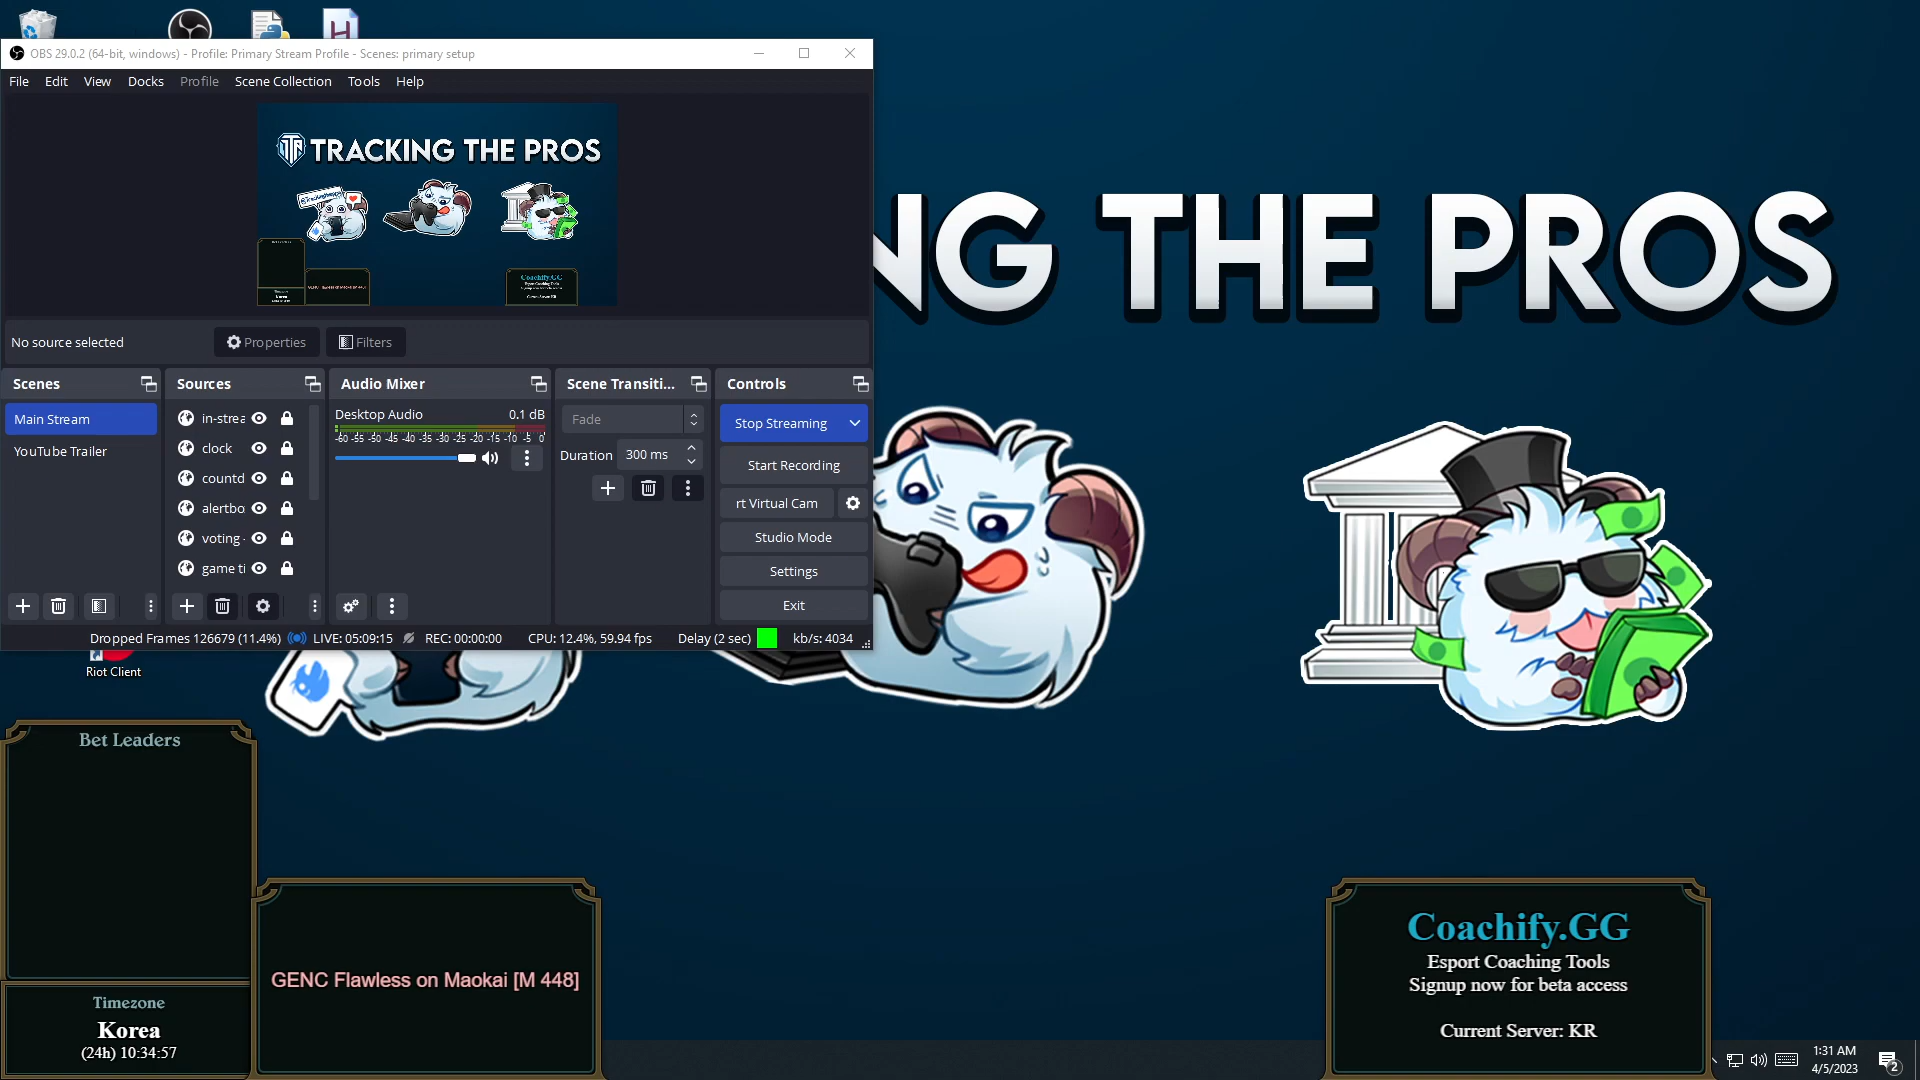 OBS 29.0.2 (64-bit, windows) - Profile: Primary Stream Profile - Scenes: primary setup
File Edit View Docks Profile Scene Collection Tools Help
TRACKING THE PROS
Coachify.GG
NG THE PROS
No source selected
Properties
Filters
Scenes
Main Stream
YouTube Trailer
Sources
in-strea
clock
countd
alertbo
voting -
game ti
Audio Mixer
Desktop Audio 0.1 dB
-60 -55 -50 -45 -40 -35 -30 -25 -20 -15 -10 -5 0
Scene Transiti...
Fade
Duration 300 ms
Controls
Stop Streaming
Start Recording
rt Virtual Cam
Studio Mode
Settings
Exit
Dropped Frames 126679 (11.4%) LIVE: 05:09:15 REC: 00:00:00 CPU: 12.4%, 59.94 fps Delay (2 sec) kb/s: 4034
Riot Client
Bet Leaders
Timezone
Korea
(24h) 10:34:57
GENC Flawless on Maokai [M 448]
Coachify.GG
Esport Coaching Tools
Signup now for beta access
Current Server: KR
1:31 AM
4/5/2023
2